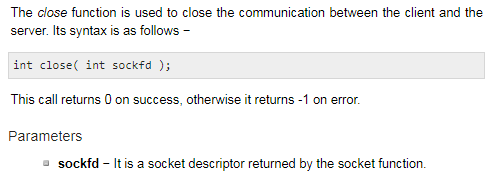 The close function is used to close the communication between the client and the
server. Its syntax is as follows −
int close( int sockfd );
This call returns 0 on success, otherwise it returns -1 on error.
Parameters
sockfd − It is a socket descriptor returned by the socket function.